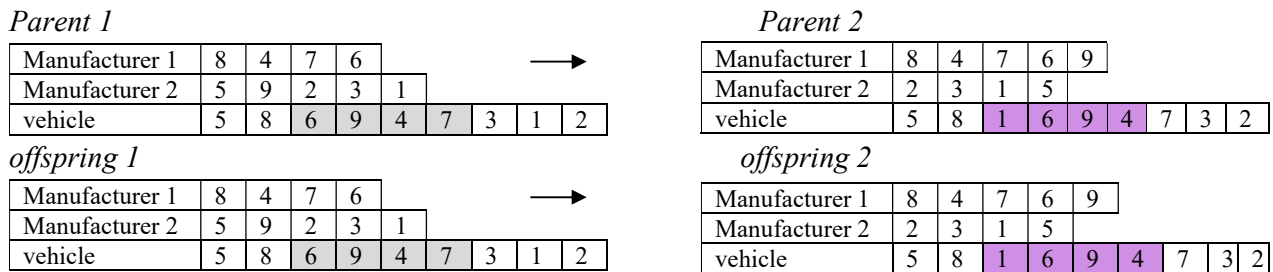 Parent 1
Manufacturer 1 8 4 7 6
Manufacturer 2 5 9 2 3 1
vehicle 5 8 6 9 4 7 3 1 2
Parent 2
Manufacturer 1 8 4 7 6 9
Manufacturer 2 2 3 1 5
vehicle 5 8 1 6 9 4 7 3 2
offspring 1
Manufacturer 1 8 4 7 6
Manufacturer 2 5 9 2 3 1
vehicle 5 8 6 9 4 7 3 1 2
offspring 2
Manufacturer 1 8 4 7 6 9
Manufacturer 2 2 3 1 5
vehicle 5 8 1 6 9 4 7 3 2